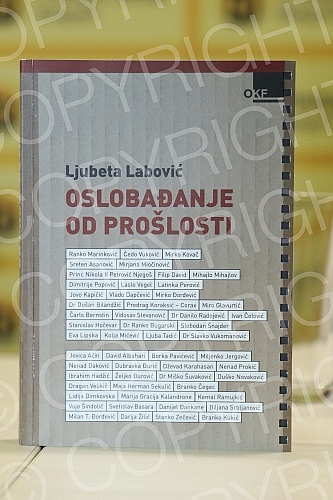 COPYRIGHT
OKF
Ljubeta Labović
OSLOBAĐANJE
OD PROŠLOSTI
Ranko Marinković Čedo Vuković Mirko Kovač
Sreten Asanović Mirjana Miočinović
Princ Nikola II Petrović Njegoš Filip David Mihajlo Mihajlov
Dimitrije Popović Laslo Vegel Latinka Perović
Jovo Kapičić Vlado Dapčević Mirko Đorđević
Dr Dušan Bilandžić Predrag Koraksić - Corax Miro Glavurtić
Čarls Bernstin Vidosav Stevanović Dr Danilo Radojević Ivan Čolović
Stanislav Hočevar Dr Ranko Bugarski Slobodan Šnajder
Eva Lipska Kolja Mićević Ljuba Tadić Dr Slavko Vukomanović
Jovica Aćin David Albahari Borka Pavićević Miljenko Jergović
Nenad Daković Dubravka Đurić Dževad Karahasan Nenad Prokić
Ibrahim Hadžić Željko Đurović Dr Miško Šuvaković Duško Novaković
Dragan Velikić Maja Herman Sekulić Branko Čegec
Lidija Dimkovska Marija Gracija Kalandrone Kemal Ramujkić
Vojo Šindolić Svetislav Basara Danijel Dankane Biljana Srbljanović
Milan T. Đorđević Darija Žilić Stanko Zečević Branko Kukić